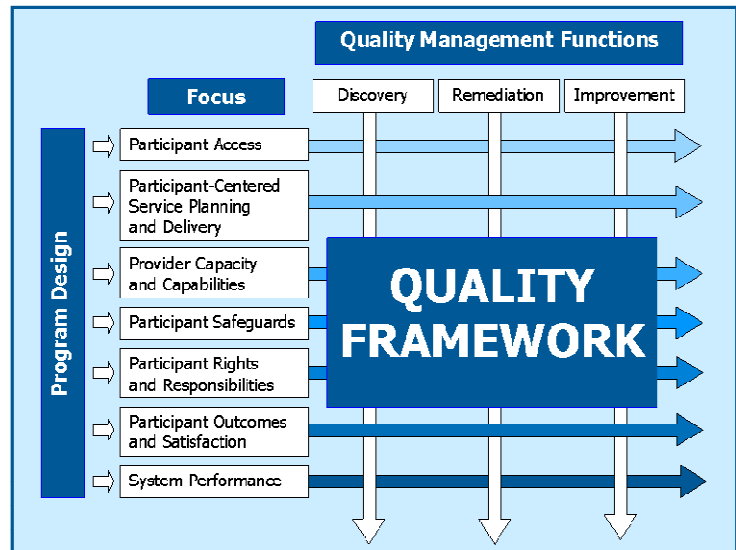 Quality Management Functions
Focus
Discovery
Remediation
Improvement
Program Design
Participant Access
Participant-Centered
Service Planning
and Delivery
Provider Capacity
and Capabilities
Participant Safeguards
Participant Rights
and Responsibilities
Participant Outcomes
and Satisfaction
System Performance
QUALITY
FRAMEWORK